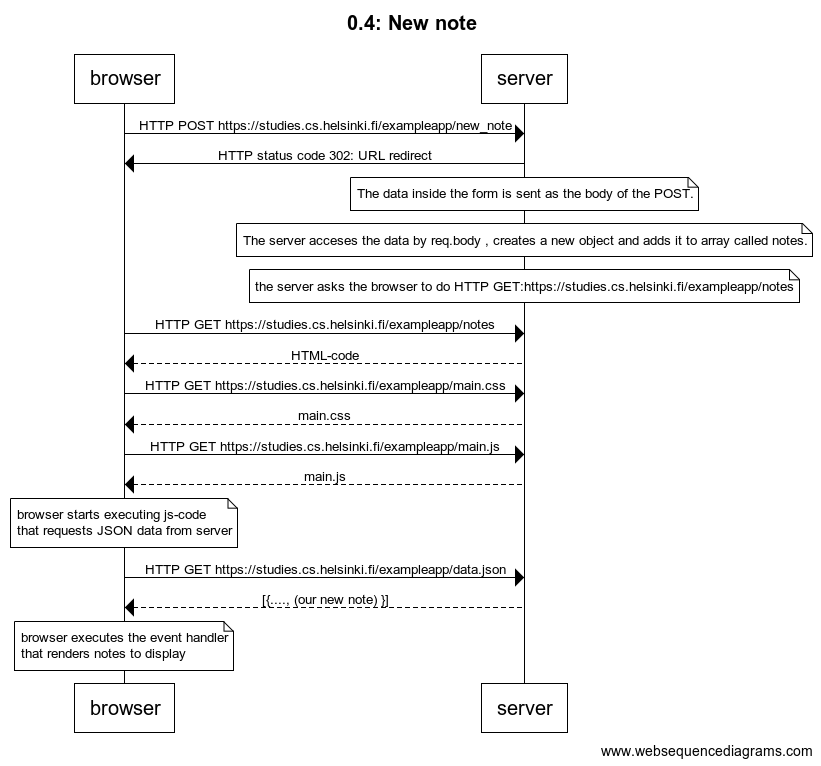 0.4: New note
browser
server
HTTP POST https://studies.cs.helsinki.fi/exampleapp/new_note
HTTP status code 302: URL redirect
The data inside the form is sent as the body of the POST.
The server acceses the data by req.body , creates a new object and adds it to array called notes.
the server asks the browser to do HTTP GET:https://studies.cs.helsinki.fi/exampleapp/notes
HTTP GET https://studies.cs.helsinki.fi/exampleapp/notes
HTML-code
HTTP GET https://studies.cs.helsinki.fi/exampleapp/main.css
main.css
HTTP GET https://studies.cs.helsinki.fi/exampleapp/main.js
main.js
browser starts executing js-code
that requests JSON data from server
HTTP GET https://studies.cs.helsinki.fi/exampleapp/data.json
[{...., (our new note) }]
browser executes the event handler
that renders notes to display
browser
server
www.websequencediagrams.com